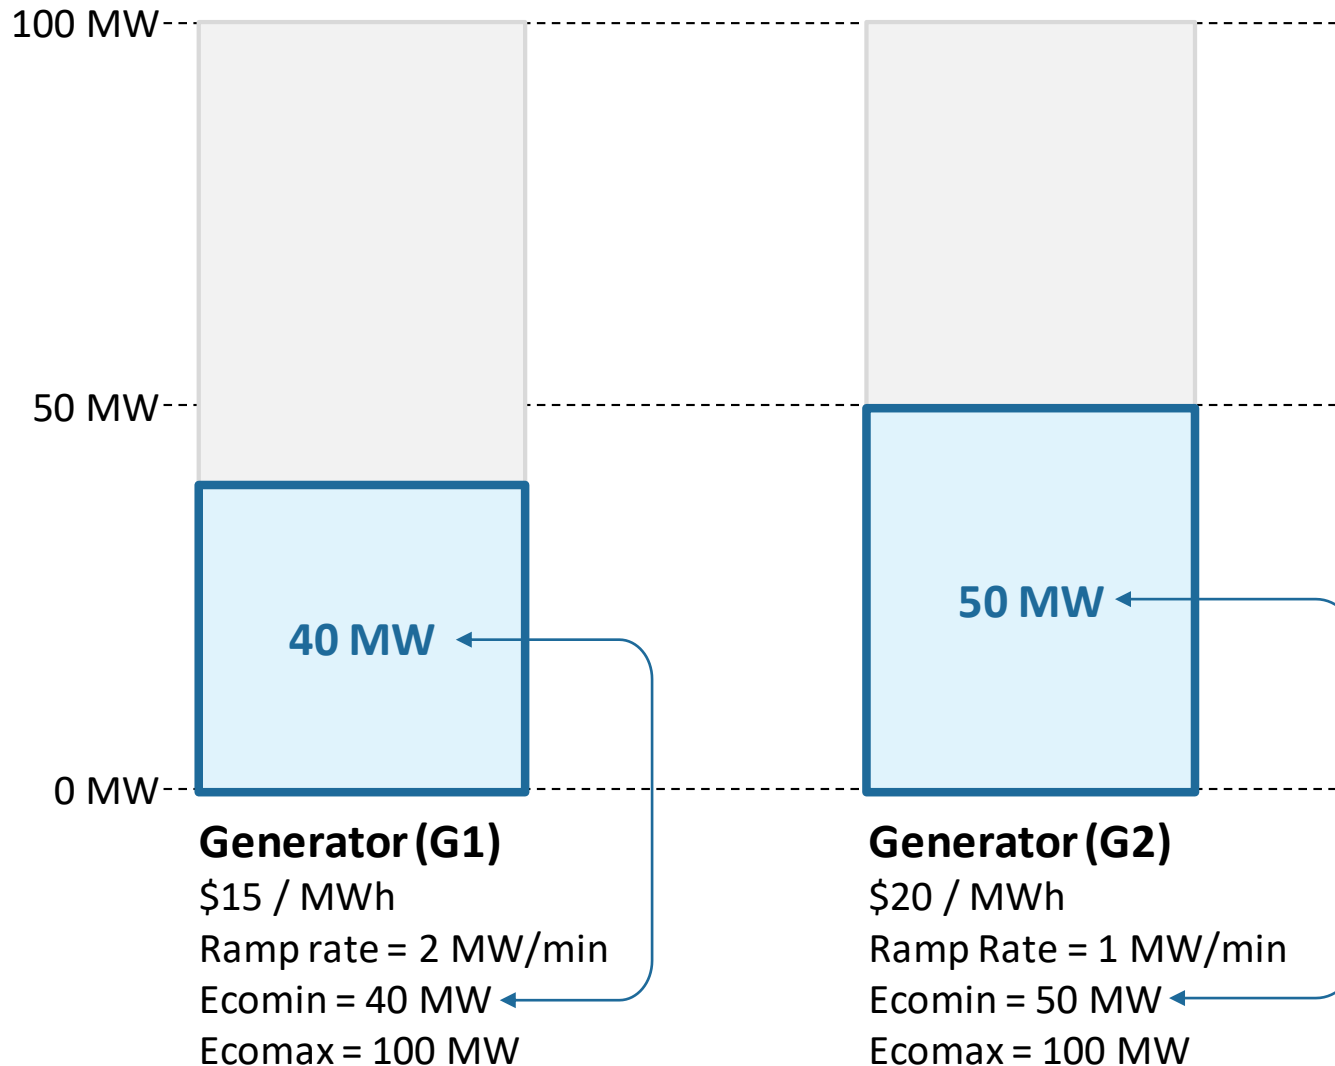 100 MW
50 MW
0 MW
40 MW
50 MW
Generator (G1)
$15 / MWh
Ramp rate = 2 MW/min
Ecomin = 40 MW
Ecomax = 100 MW
Generator (G2)
$20 / MWh
Ramp Rate = 1 MW/min
Ecomin = 50 MW
Ecomax = 100 MW